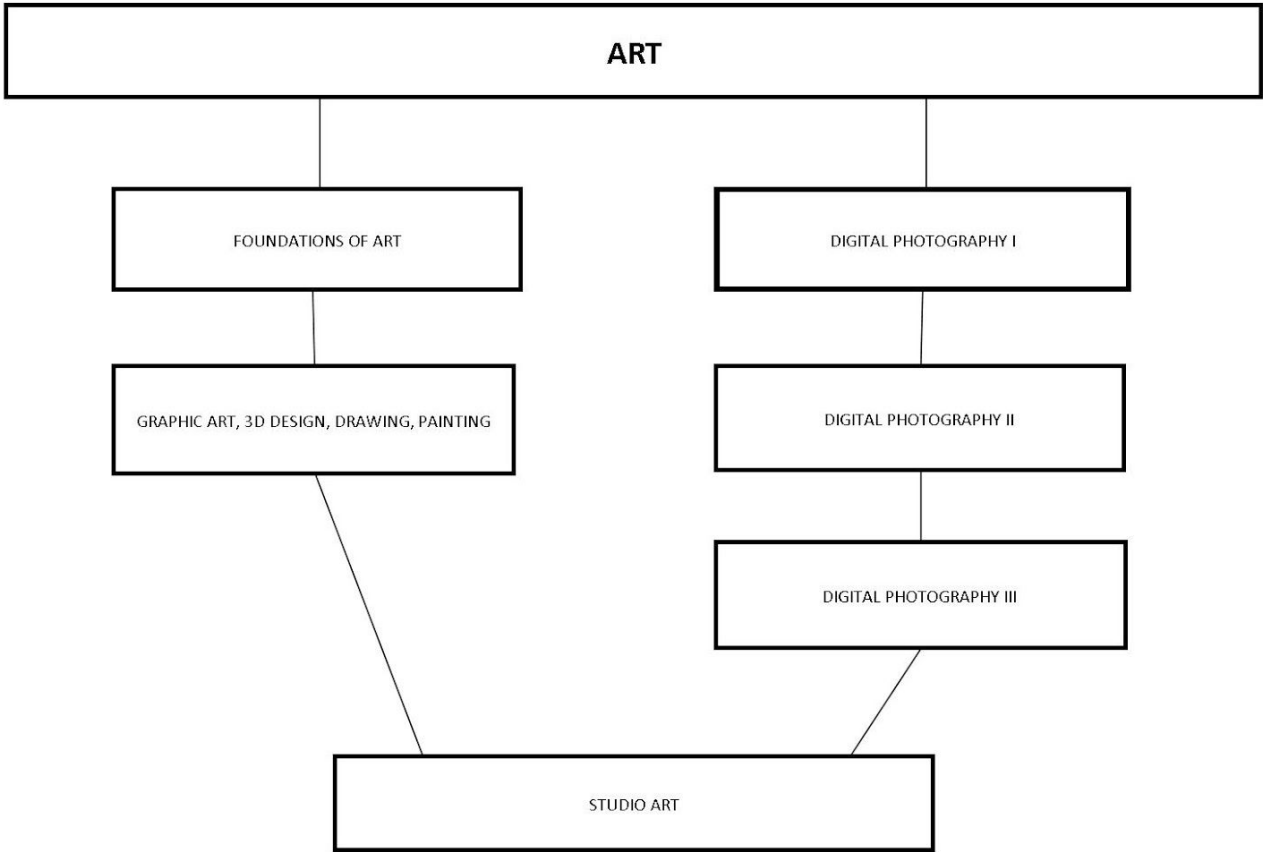 ART
FOUNDATIONS OF ART
DIGITAL PHOTOGRAPHY I
GRAPHIC ART, 3D DESIGN, DRAWING, PAINTING
DIGITAL PHOTOGRAPHY II
DIGITAL PHOTOGRAPHY III
STUDIO ART